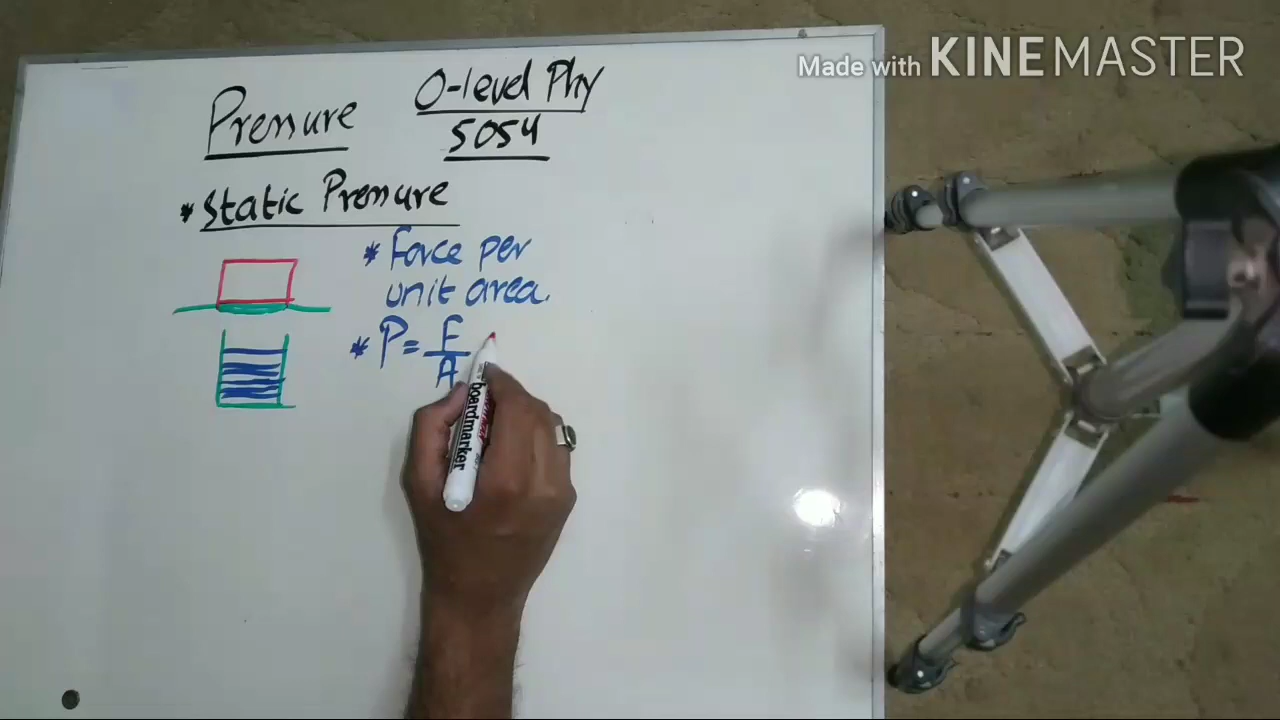 Made with KINEMASTER
Pressure
O-level Phy
5054
* Static Pressure
* Force per
unit area.
* P = F/A
boardmarker